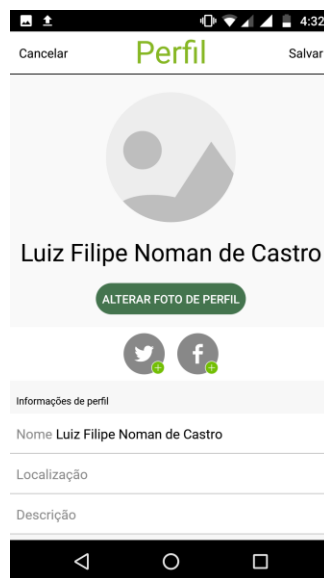 4:32
Cancelar Perfil Salvar
Luiz Filipe Noman de Castro
ALTERAR FOTO DE PERFIL
Informações de perfil
Nome Luiz Filipe Noman de Castro
Localização
Descrição